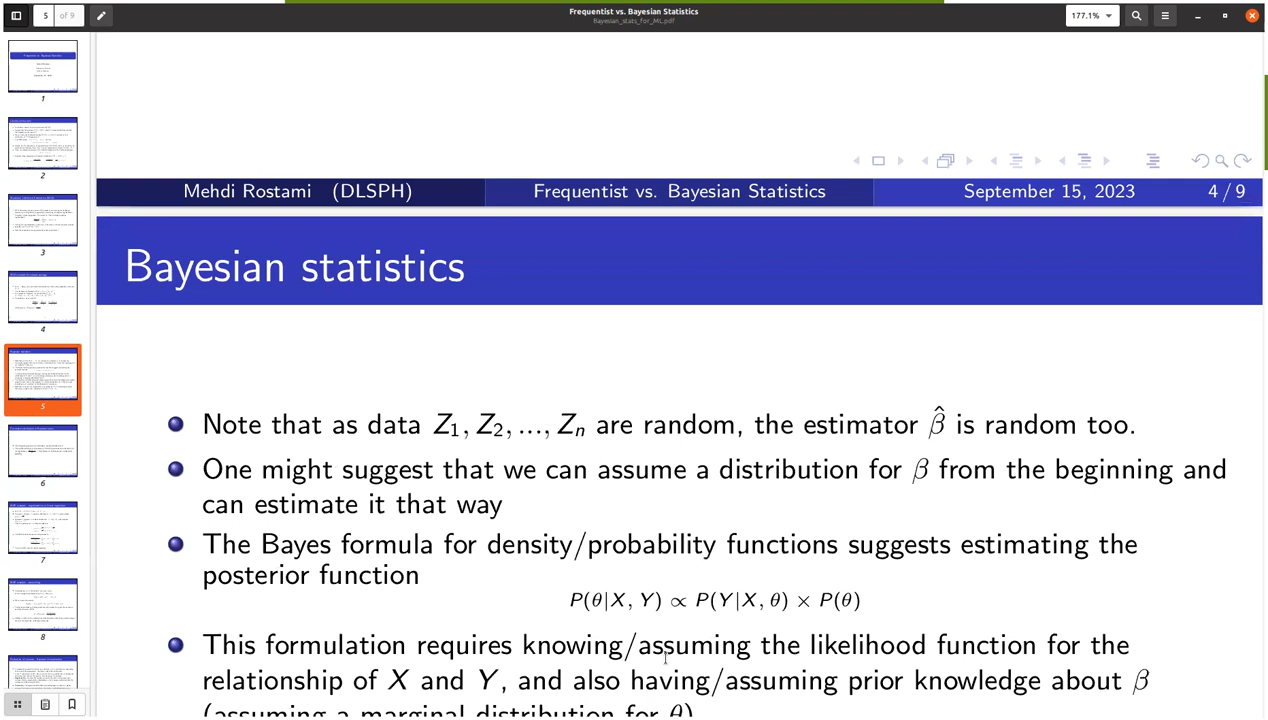 5 of 9
Frequentist vs. Bayesian Statistics
Bayesian_stats_for_ML.pdf
177.1%
1
2
3
4
5
6
7
8
Mehdi Rostami (DLSPH) Frequentist vs. Bayesian Statistics September 15, 2023 4 / 9
Bayesian statistics
Note that as data Z₁, Z₂, ..., Zₙ are random, the estimator β̂ is random too.
One might suggest that we can assume a distribution for β from the beginning and
can estimate it that way
The Bayes formula for density/probability functions suggests estimating the
posterior function
P(θ|X, Y) ∝ P(Y|X, θ) × P(θ)
This formulation requires knowing/assuming the likelihood function for the
relationship of X and Y, and also having/assuming prior knowledge about β
(assuming a marginal distribution for θ)